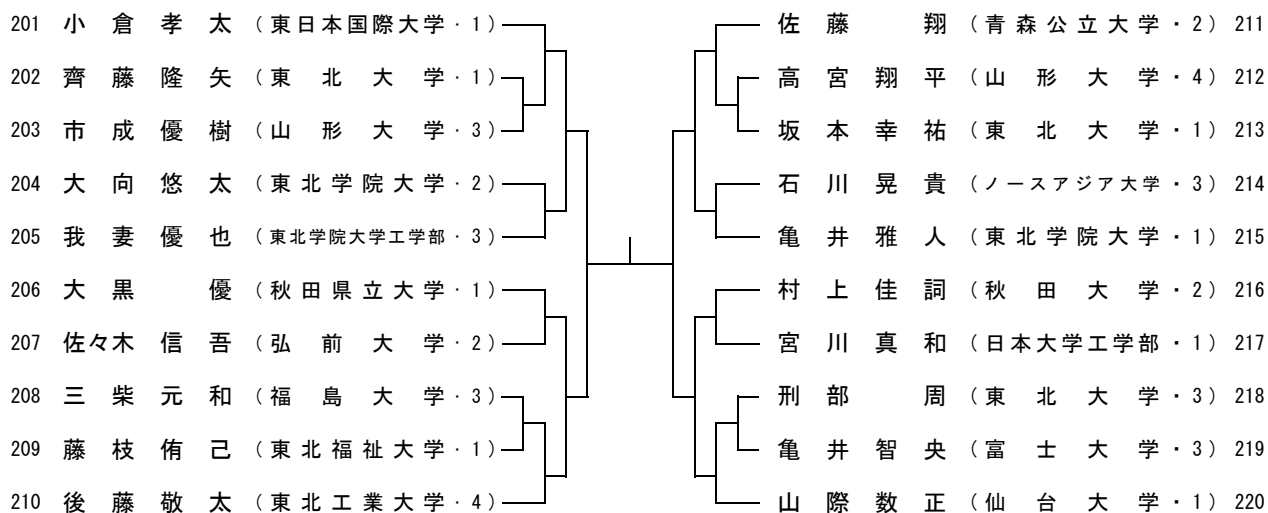 201 小倉孝太 (東日本国際大学・1)
202 齊藤隆矢 (東北大学・1)
203 市成優樹 (山形大学・3)
204 大向悠太 (東北学院大学・2)
205 我妻優也 (東北学院大学工学部・3)
206 大黒優 (秋田県立大学・1)
207 佐々木信吾 (弘前大学・2)
208 三柴元和 (福島大学・3)
209 藤枝侑己 (東北福祉大学・1)
210 後藤敬太 (東北工業大学・4)
佐藤翔 (青森公立大学・2) 211
高宮翔平 (山形大学・4) 212
坂本幸祐 (東北大学・1) 213
石川晃貴 (ノースアジア大学・3) 214
亀井雅人 (東北学院大学・1) 215
村上佳詞 (秋田大学・2) 216
宮川真和 (日本大学工学部・1) 217
刑部周 (東北大学・3) 218
亀井智央 (富士大学・3) 219
山際数正 (仙台大学・1) 220